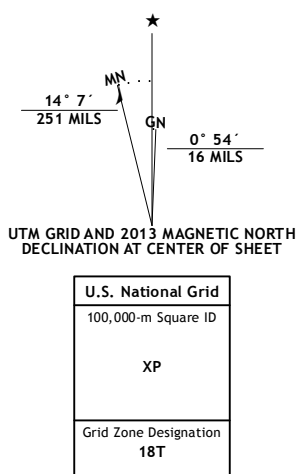 ★
MN
14° 7´
251 MILS
GN
0° 54´
16 MILS
UTM GRID AND 2013 MAGNETIC NORTH
DECLINATION AT CENTER OF SHEET
U.S. National Grid
100,000-m Square ID
XP
Grid Zone Designation
18T